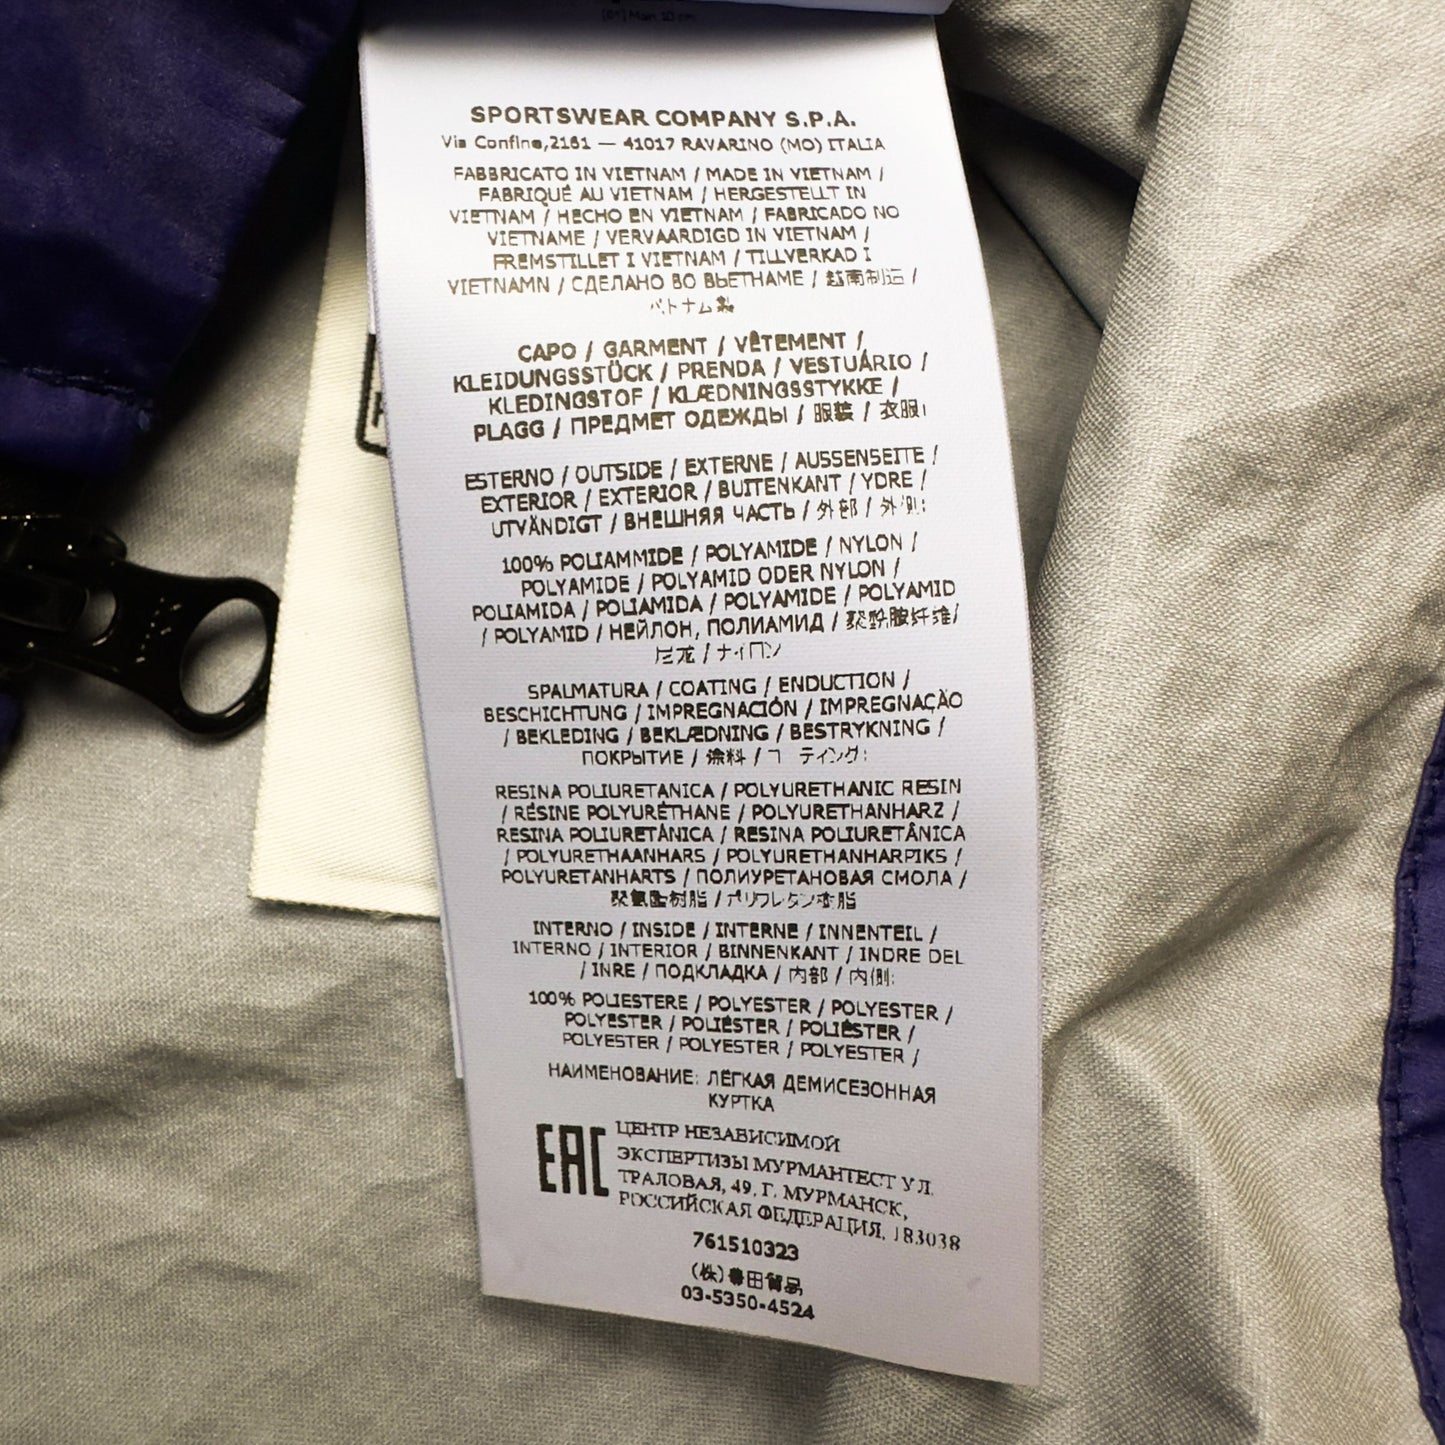 SPORTSWEAR COMPANY S.P.A.
Via Confine,2161 — 41017 RAVARINO (MO) ITALIA
FABBRICATO IN VIETNAM / MADE IN VIETNAM /
FABRIQUÉ AU VIETNAM / HERGESTELLT IN
VIETNAM / HECHO EN VIETNAM / FABRICADO NO
VIETNAME / VERVAARDIGD IN VIETNAM /
FREMSTILLET I VIETNAM / TILLVERKAD I
VIETNAMN / СДЕЛАНО ВО ВЬЕТНАМЕ / 越南制造 /
ベトナム製
CAPO / GARMENT / VÊTEMENT /
KLEIDUNGSSTÜCK / PRENDA / VESTUÁRIO /
KLEDINGSTOF / KLÆDNINGSSTYKKE /
PLAGG / ПРЕДМЕТ ОДЕЖДЫ / 服装 / 衣服:
ESTERNO / OUTSIDE / EXTERNE / AUSSENSEITE /
EXTERIOR / EXTERIOR / BUITENKANT / YDRE /
UTVÄNDIGT / ВНЕШНЯЯ ЧАСТЬ / 外部 / 外側:
100% POLIAMMIDE / POLYAMIDE / NYLON /
POLYAMIDE / POLYAMID ODER NYLON /
POLIAMIDA / POLIAMIDA / POLYAMIDE / POLYAMID
/ POLYAMID / НЕЙЛОН, ПОЛИАМИД / 聚酰胺纤维/
尼龙 / ナイロン
SPALMATURA / COATING / ENDUCTION /
BESCHICHTUNG / IMPREGNACIÓN / IMPREGNAÇÃO
/ BEKLEDING / BEKLÆDNING / BESTRYKNING /
ПОКРЫТИЕ / 涂料 / コーティング:
RESINA POLIURETANICA / POLYURETHANIC RESIN
/ RÉSINE POLYURÉTHANE / POLYURETHANHARZ /
RESINA POLIURETÂNICA / RESINA POLIURETÂNICA
/ POLYURETHAANHARS / POLYURETHANHARPIKS /
POLYURETANHARTS / ПОЛИУРЕТАНОВАЯ СМОЛА /
聚氨酯树脂 / ポリウレタン樹脂
INTERNO / INSIDE / INTERNE / INNENTEIL /
INTERNO / INTERIOR / BINNENKANT / INDRE DEL
/ INRE / ПОДКЛАДКА / 内部 / 内側:
100% POLIESTERE / POLYESTER / POLYESTER /
POLYESTER / POLIÉSTER / POLIÉSTER /
POLYESTER / POLYESTER / POLYESTER /
НАИМЕНОВАНИЕ: ЛЁГКАЯ ДЕМИСЕЗОННАЯ
КУРТКА
EAC ЦЕНТР НЕЗАВИСИМОЙ
ЭКСПЕРТИЗЫ МУРМАНТЕСТ УЛ.
ТРАЛОВАЯ, 49, Г. МУРМАНСК,
РОССИЙСКАЯ ФЕДЕРАЦИЯ, 183038
761510323
(株)豊田貿易
03-5350-4524